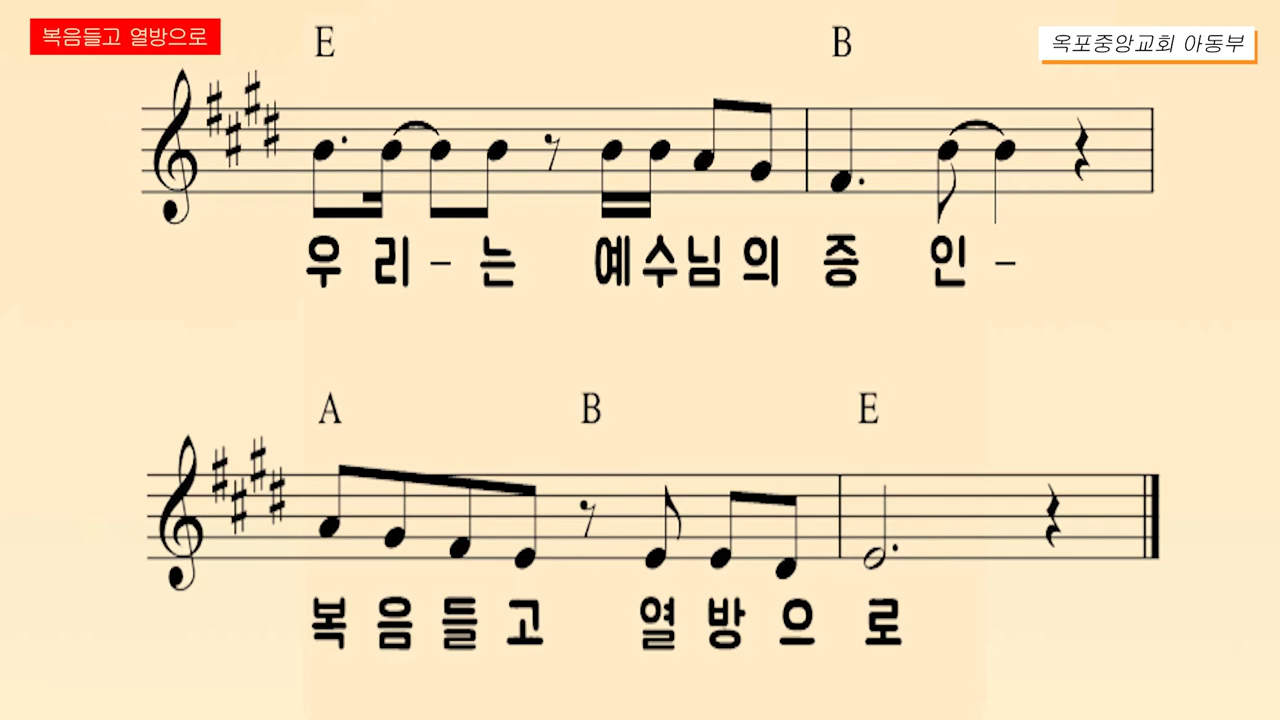 복음들고 열방으로
옥포중앙교회 아동부
E B
우 리 - 는 예수님의 증 인 -
A B E
복 음 들 고 열 방 으 로